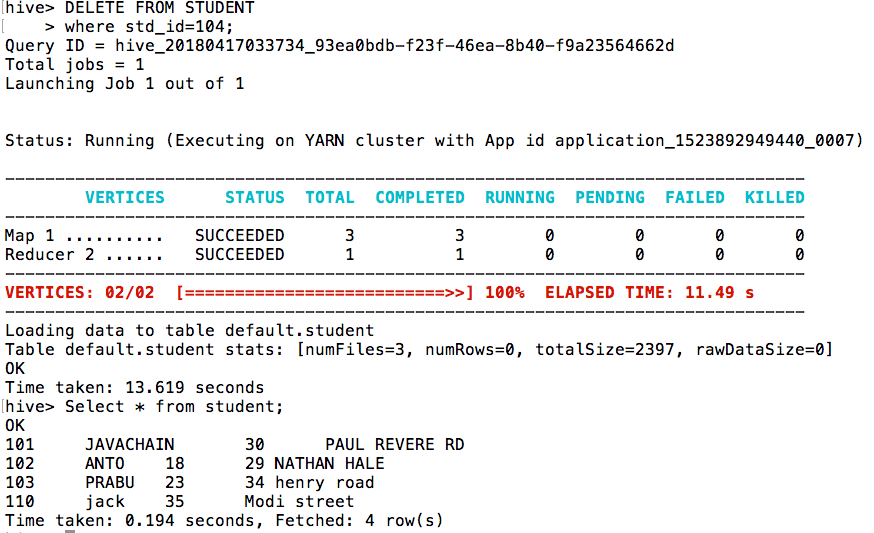 hive> DELETE FROM STUDENT
    > where std_id=104;
Query ID = hive_20180417033734_93ea0bdb-f23f-46ea-8b40-f9a23564662d
Total jobs = 1
Launching Job 1 out of 1
Status: Running (Executing on YARN cluster with App id application_1523892949440_0007)
--------------------------------------------------------------------------------
        VERTICES      STATUS  TOTAL  COMPLETED  RUNNING  PENDING  FAILED  KILLED
--------------------------------------------------------------------------------
Map 1 ..........   SUCCEEDED      3          3        0        0       0       0
Reducer 2 ......   SUCCEEDED      1          1        0        0       0       0
--------------------------------------------------------------------------------
VERTICES: 02/02  [==========================>>] 100%  ELAPSED TIME: 11.49 s
--------------------------------------------------------------------------------
Loading data to table default.student
Table default.student stats: [numFiles=3, numRows=0, totalSize=2397, rawDataSize=0]
OK
Time taken: 13.619 seconds
hive> Select * from student;
OK
101     JAVACHAIN       30      PAUL REVERE RD
102     ANTO    18      29 NATHAN HALE
103     PRABU   23      34 henry road
110     jack    35      Modi street
Time taken: 0.194 seconds, Fetched: 4 row(s)